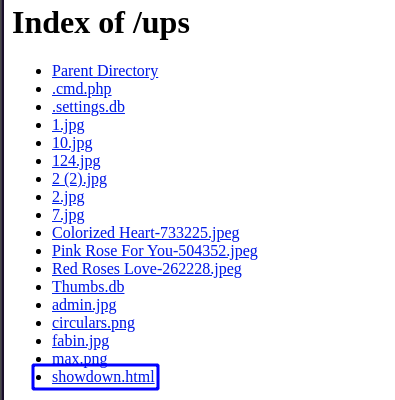 Index of /ups
Parent Directory
.cmd.php
.settings.db
1.jpg
10.jpg
124.jpg
2 (2).jpg
2.jpg
7.jpg
Colorized Heart-733225.jpeg
Pink Rose For You-504352.jpeg
Red Roses Love-262228.jpeg
Thumbs.db
admin.jpg
circulars.png
fabin.jpg
max.png
showdown.html